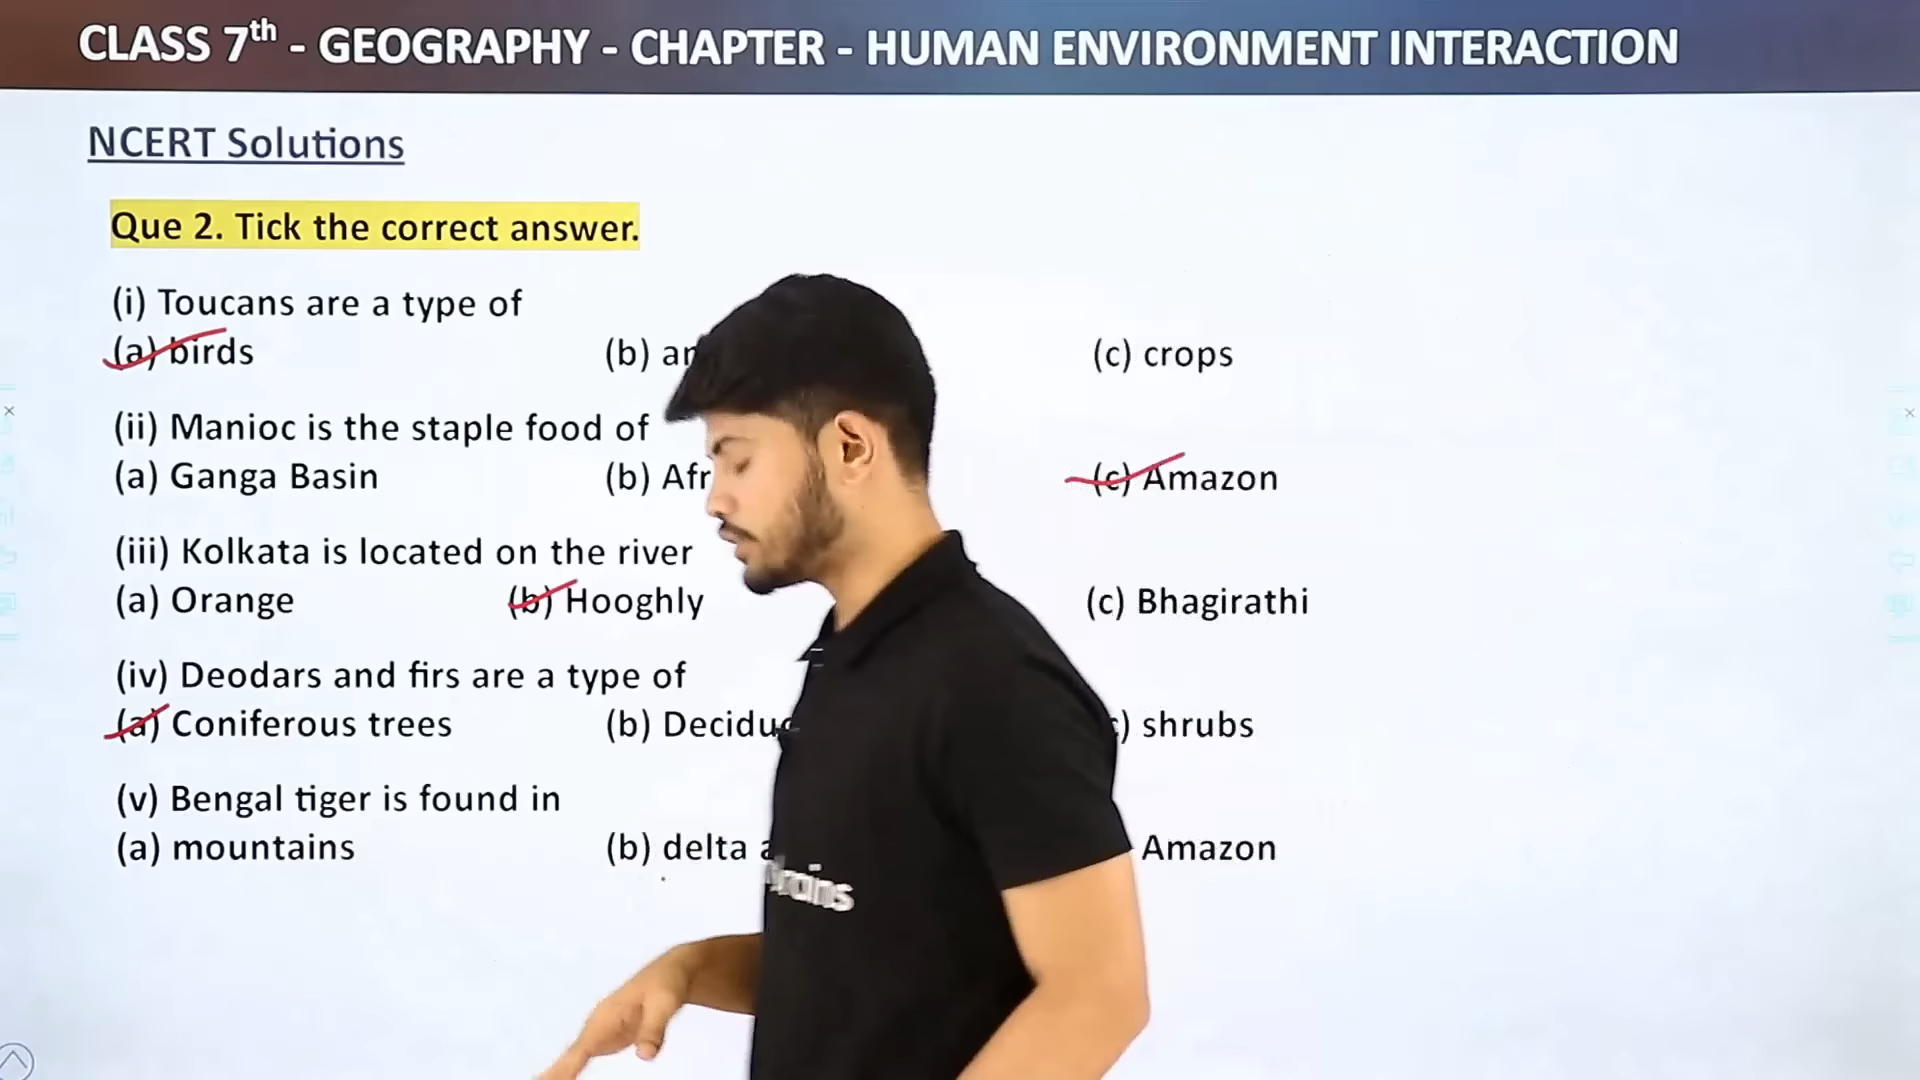 CLASS 7th - GEOGRAPHY - CHAPTER - HUMAN ENVIRONMENT INTERACTION
NCERT Solutions
Que 2. Tick the correct answer.
(i) Toucans are a type of
(a) birds (b) (c) crops
(ii) Manioc is the staple food of
(a) Ganga Basin (b) (c) Amazon
(iii) Kolkata is located on the river
(a) Orange (b) Hooghly (c) Bhagirathi
(iv) Deodars and firs are a type of
(a) Coniferous trees (b) shrubs
(v) Bengal tiger is found in
(a) mountains (b) delta Amazon